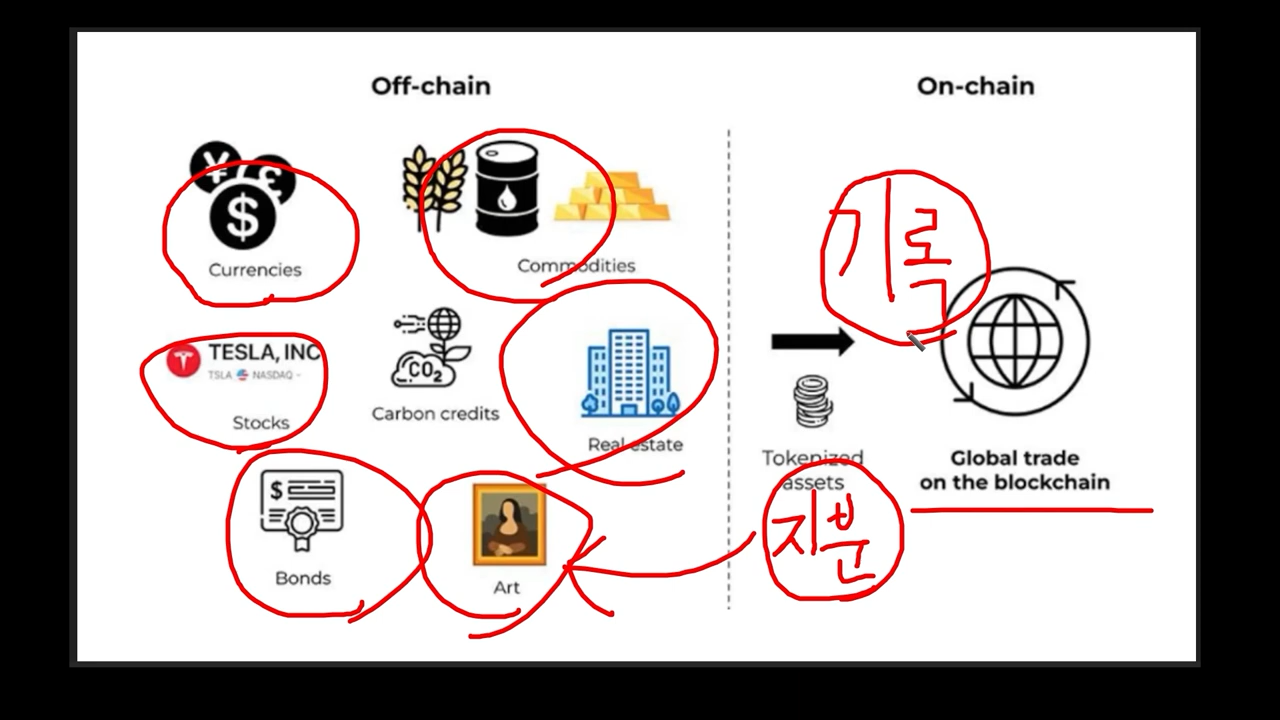 Off-chain
On-chain
¥
£
$
Currencies
Commodities
기록
TESLA, INC
TSLA NASDAQ
Stocks
CO2
Carbon credits
Real estate
Tokenized
assets
Global trade
on the blockchain
$
Bonds
Art
지분